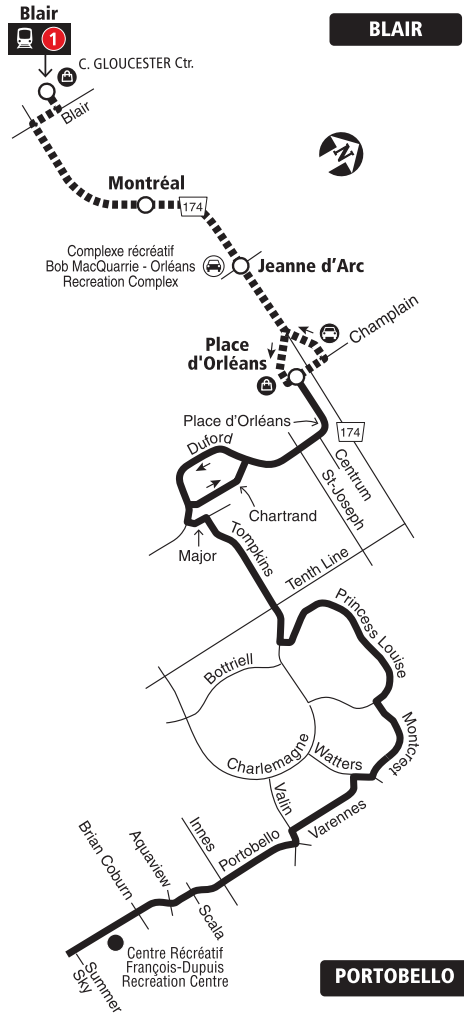 Blair
1
BLAIR
C. GLOUCESTER Ctr.
Blair
N
Montréal
174
Complexe récréatif
Bob MacQuarrie - Orléans
Recreation Complex
Jeanne d'Arc
Champlain
Place
d'Orléans
Place d'Orléans
174
Duford
Centrum
St-Joseph
Chartrand
Major
Tompkins
Tenth Line
Princess Louise
Bottriell
Montcrest
Charlemagne
Watters
Valin
Varennes
Innes
Portobello
Aquaview
Brian Coburn
Scala
Centre Récréatif
François-Dupuis
Recreation Centre
Summer
Sky
PORTOBELLO